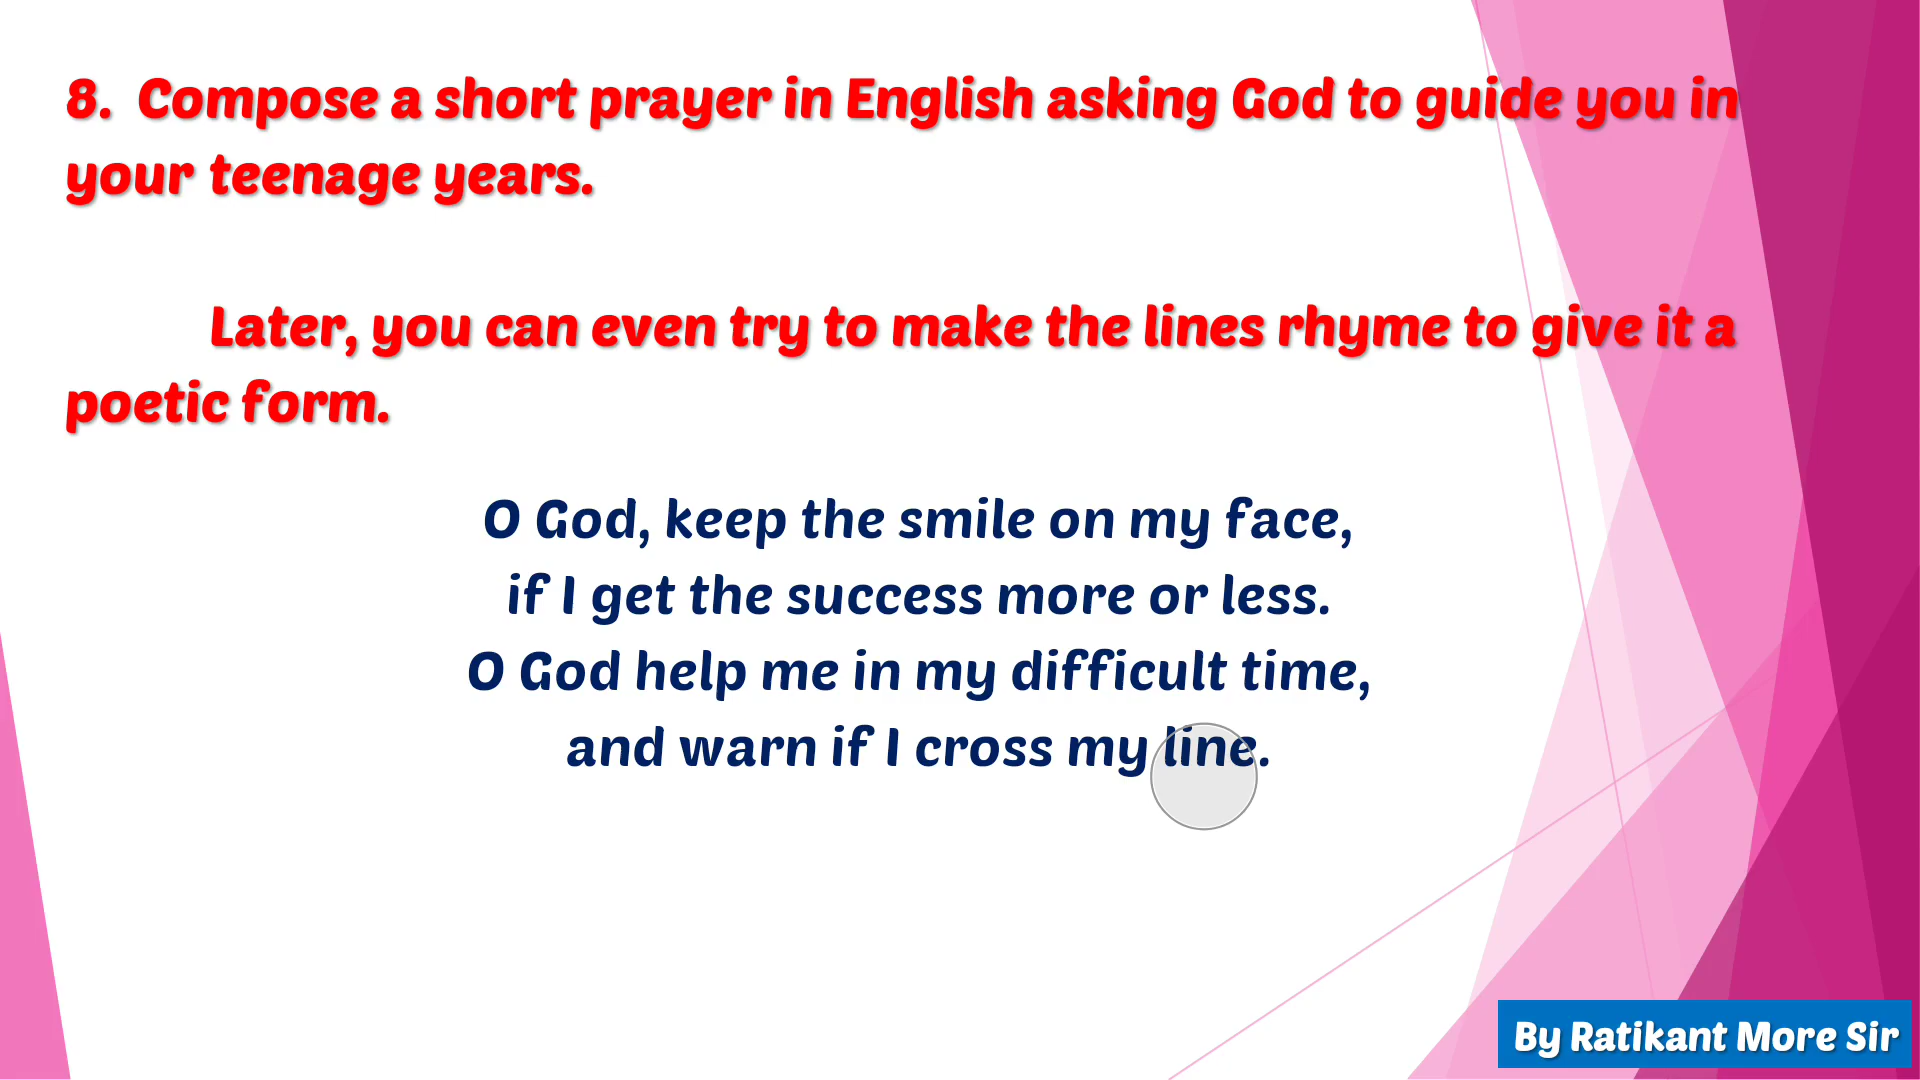 8. Compose a short prayer in English asking God to guide you in
your teenage years.
Later, you can even try to make the lines rhyme to give it a
poetic form.
O God, keep the smile on my face,
if I get the success more or less.
O God help me in my difficult time,
and warn if I cross my line.
By Ratikant More Sir